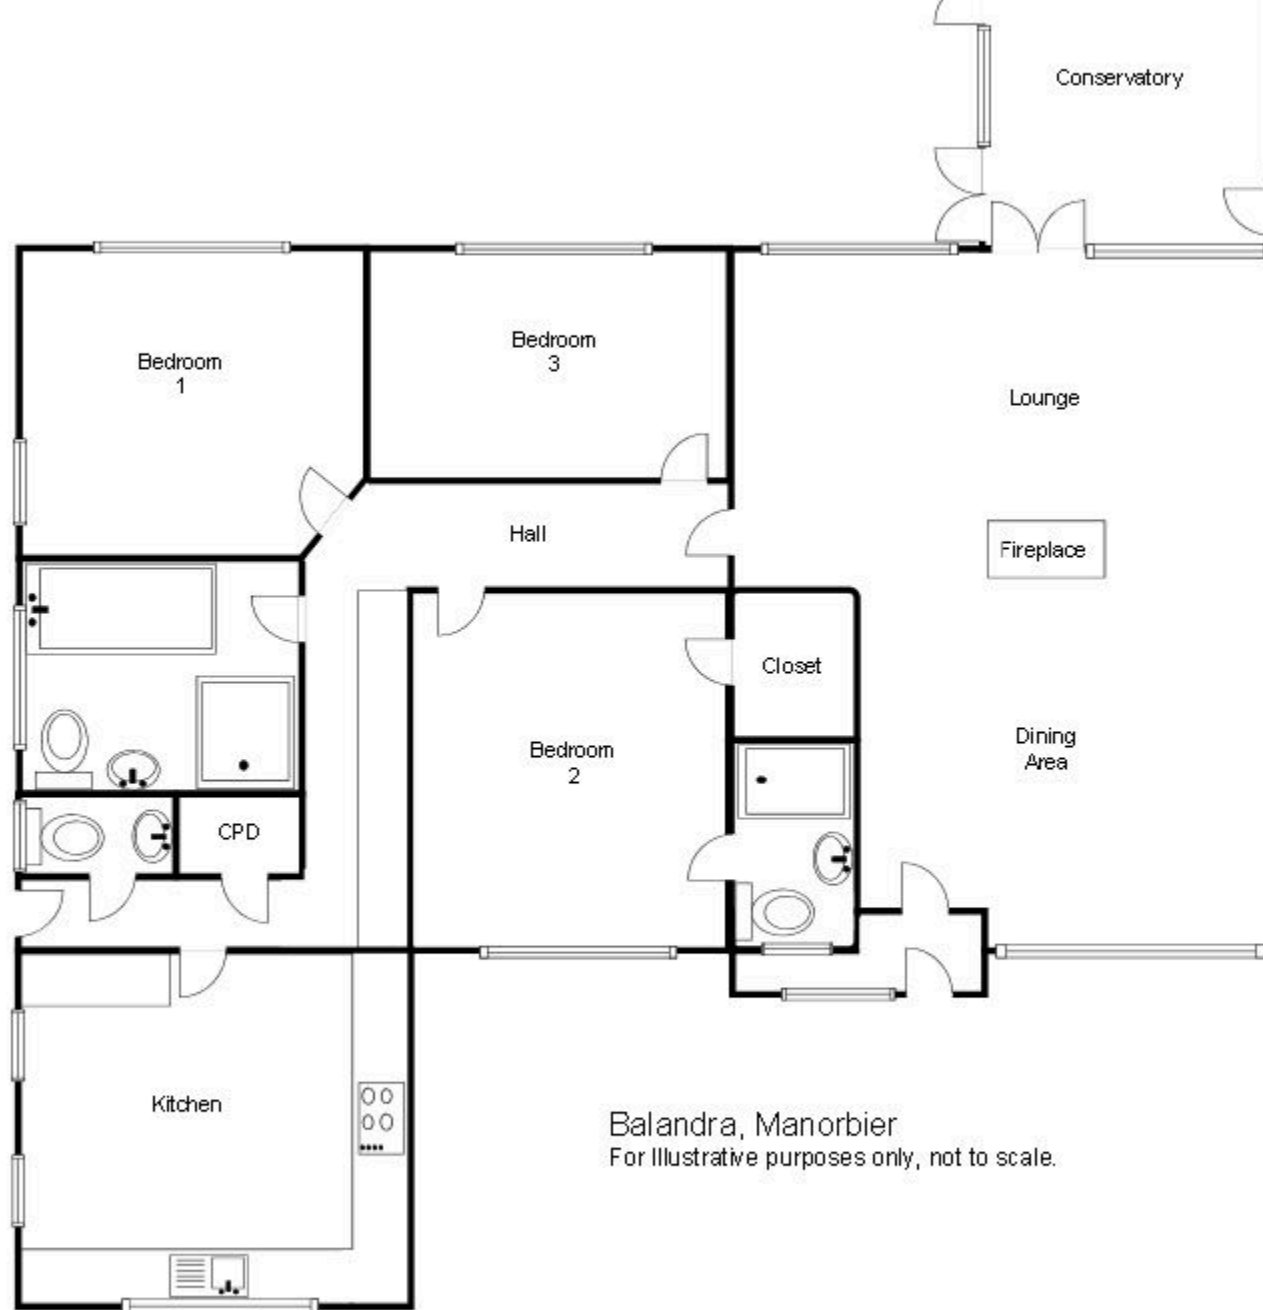 Conservatory
Bedroom
1
Bedroom
3
Lounge
Hall
Fireplace
Closet
Bedroom
2
Dining
Area
CPD
Kitchen
Balandra, Manorbier
For Illustrative purposes only, not to scale.